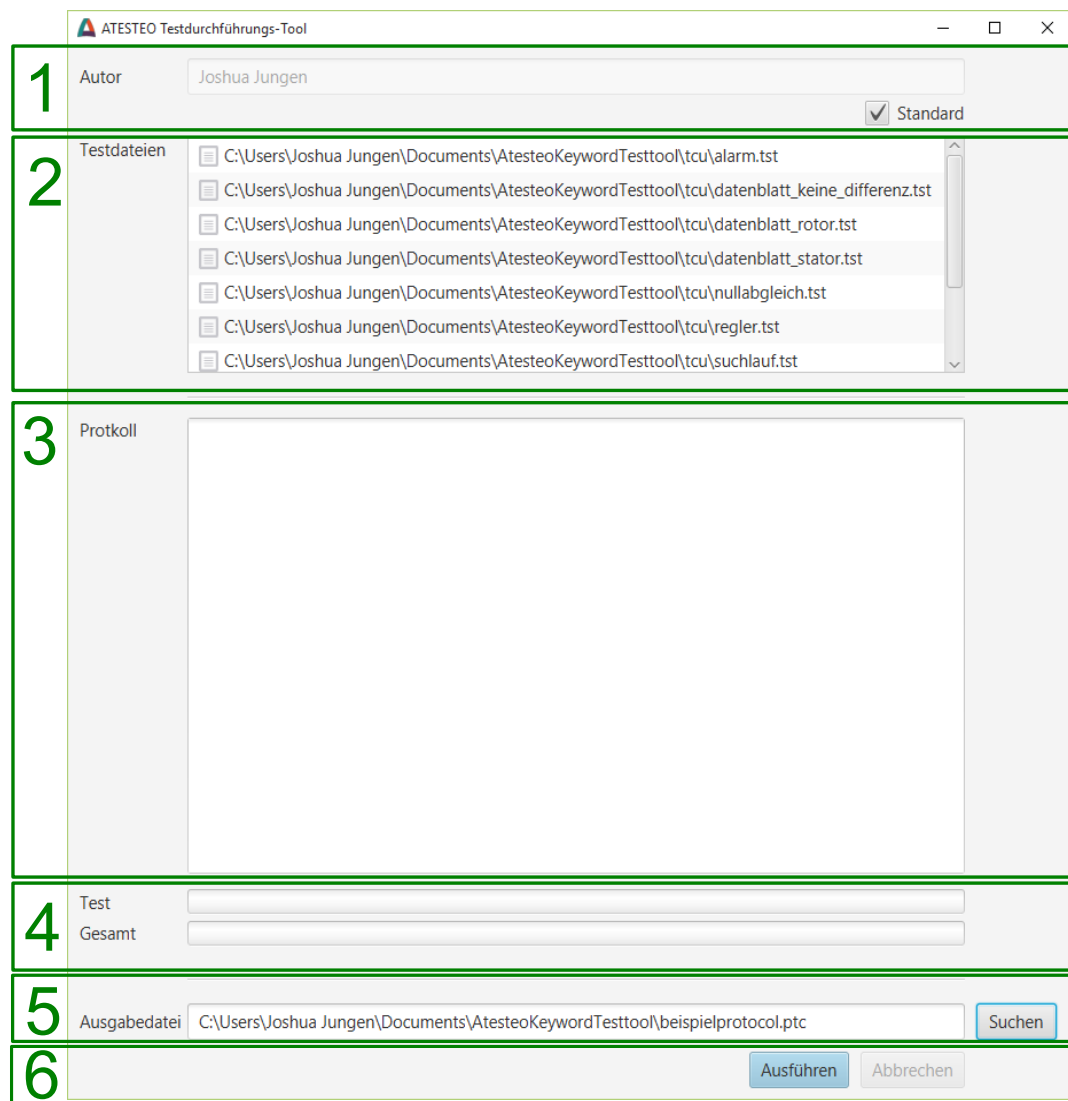 ATESTEO Testdurchführungs-Tool
1
Autor
Joshua Jungen
Standard
2
Testdateien
C:\Users\Joshua Jungen\Documents\AtesteoKeywordTesttool\tcu\alarm.tst
C:\Users\Joshua Jungen\Documents\AtesteoKeywordTesttool\tcu\datenblatt_keine_differenz.tst
C:\Users\Joshua Jungen\Documents\AtesteoKeywordTesttool\tcu\datenblatt_rotor.tst
C:\Users\Joshua Jungen\Documents\AtesteoKeywordTesttool\tcu\datenblatt_stator.tst
C:\Users\Joshua Jungen\Documents\AtesteoKeywordTesttool\tcu\nullabgleich.tst
C:\Users\Joshua Jungen\Documents\AtesteoKeywordTesttool\tcu\regler.tst
C:\Users\Joshua Jungen\Documents\AtesteoKeywordTesttool\tcu\suchlauf.tst
3
Protkoll
4
Test
Gesamt
5
Ausgabedatei C:\Users\Joshua Jungen\Documents\AtesteoKeywordTesttool\beispielprotocol.ptc Suchen
6
Ausführen Abbrechen